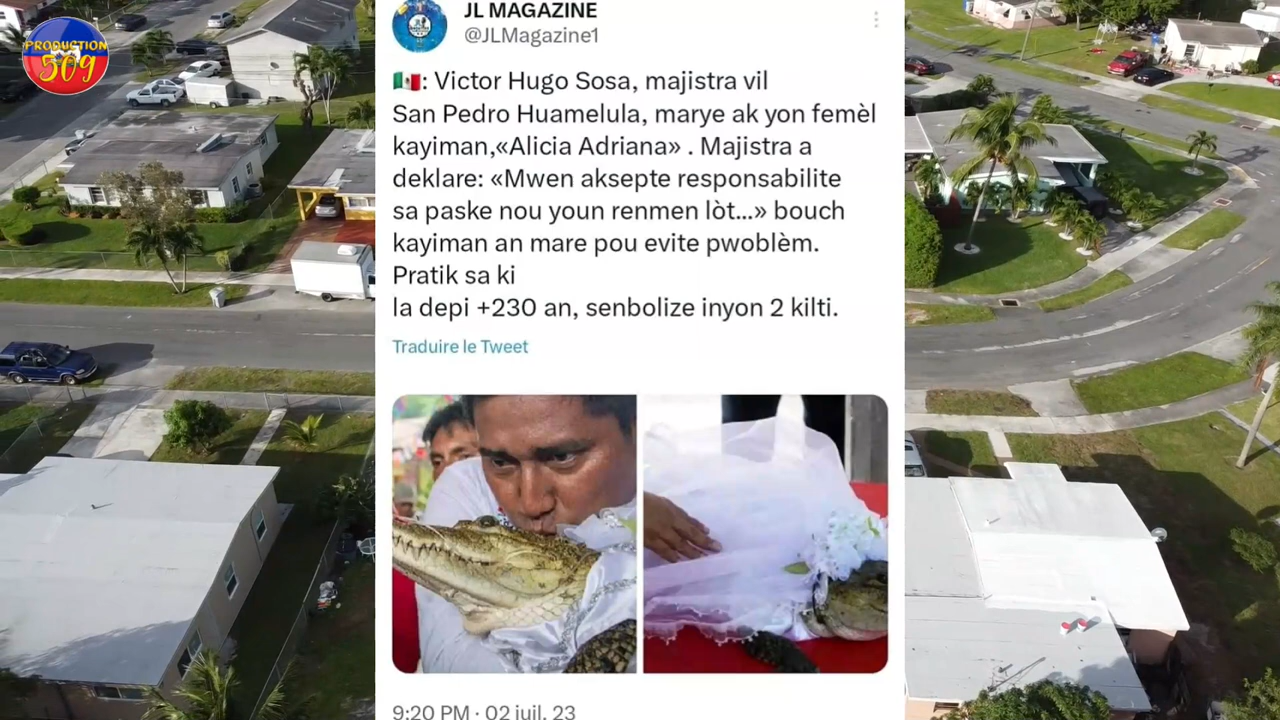 PRODUCTION
509
JL MAGAZINE
@JLMagazine1
: Victor Hugo Sosa, majistra vil
San Pedro Huamelula, marye ak yon femèl
kayiman,«Alicia Adriana» . Majistra a
deklare: «Mwen aksepte responsabilite
sa paske nou youn renmen lòt...» bouch
kayiman an mare pou evite pwoblèm.
Pratik sa ki
la depi +230 an, senbolize inyon 2 kilti.
Traduire le Tweet
9:20 PM · 02 juil. 23